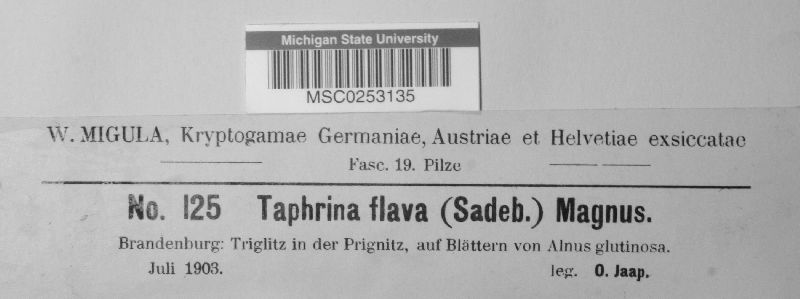 Michigan State University
MSC0253135
W. MIGULA, Kryptogamae Germaniae, Austriae et Helvetiae exsiccatae
Fasc. 19. Pilze
No. 125 Taphrina flava (Sadeb.) Magnus.
Brandenburg: Triglitz in der Prignitz, auf Blättern von Alnus glutinosa.
Juli 1903. leg. O. Jaap.